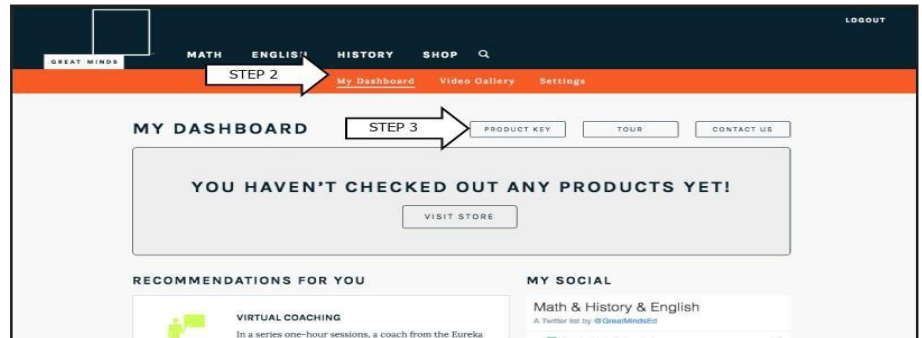 LOGOUT
GREAT MINDS
MATH ENGLISH HISTORY SHOP
STEP 2
My Dashboard Video Gallery Settings
MY DASHBOARD
STEP 3
PRODUCT KEY TOUR CONTACT US
YOU HAVEN'T CHECKED OUT ANY PRODUCTS YET!
VISIT STORE
RECOMMENDATIONS FOR YOU
VIRTUAL COACHING
In a series one-hour sessions, a coach from the Eureka
MY SOCIAL
Math & History & English
A Twitter list by @GreatMindsEd